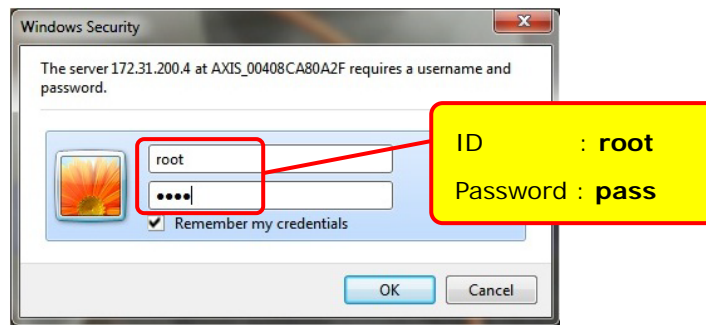 Windows Security
The server 172.31.200.4 at AXIS_00408CA80A2F requires a username and
password.
root
••••
Remember my credentials
ID : root
Password : pass
OK
Cancel